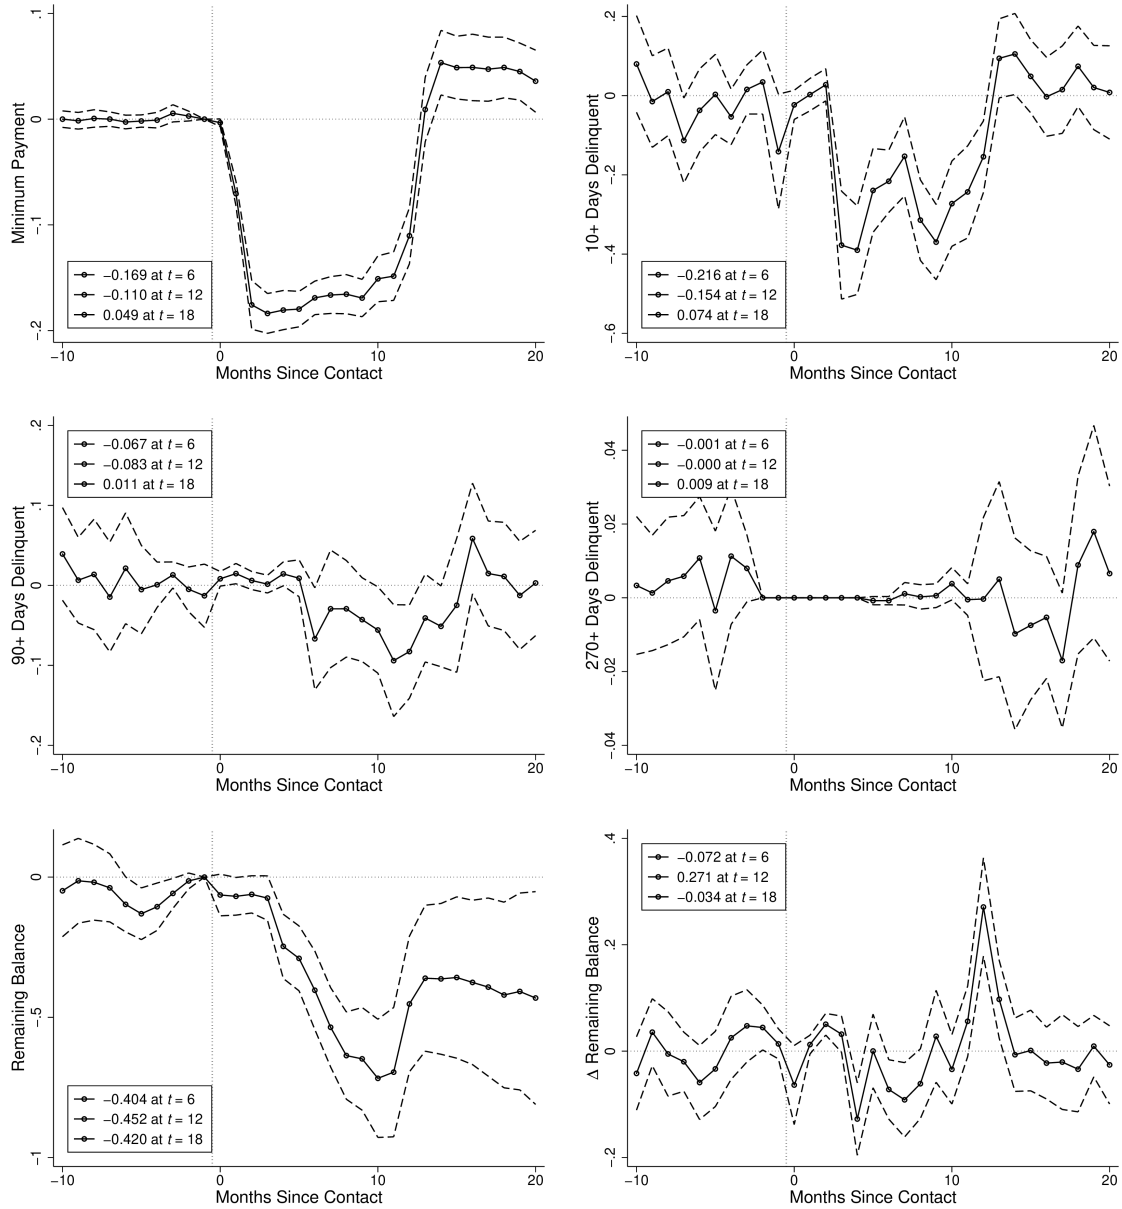 Minimum Payment
.1
0
−.1
−.2
−0.169 at t = 6
−0.110 at t = 12
0.049 at t = 18
−10
0
10
20
Months Since Contact
10+ Days Delinquent
.2
0
−.2
−.4
−.6
−0.216 at t = 6
−0.154 at t = 12
0.074 at t = 18
−10
0
10
20
Months Since Contact
90+ Days Delinquent
.2
.1
0
−.1
−.2
−0.067 at t = 6
−0.083 at t = 12
0.011 at t = 18
−10
0
10
20
Months Since Contact
270+ Days Delinquent
.04
.02
0
−.02
−.04
−0.001 at t = 6
−0.000 at t = 12
0.009 at t = 18
−10
0
10
20
Months Since Contact
Remaining Balance
0
−.5
−1
−0.404 at t = 6
−0.452 at t = 12
−0.420 at t = 18
−10
0
10
20
Months Since Contact
Δ Remaining Balance
.4
.2
0
−.2
−0.072 at t = 6
0.271 at t = 12
−0.034 at t = 18
−10
0
10
20
Months Since Contact